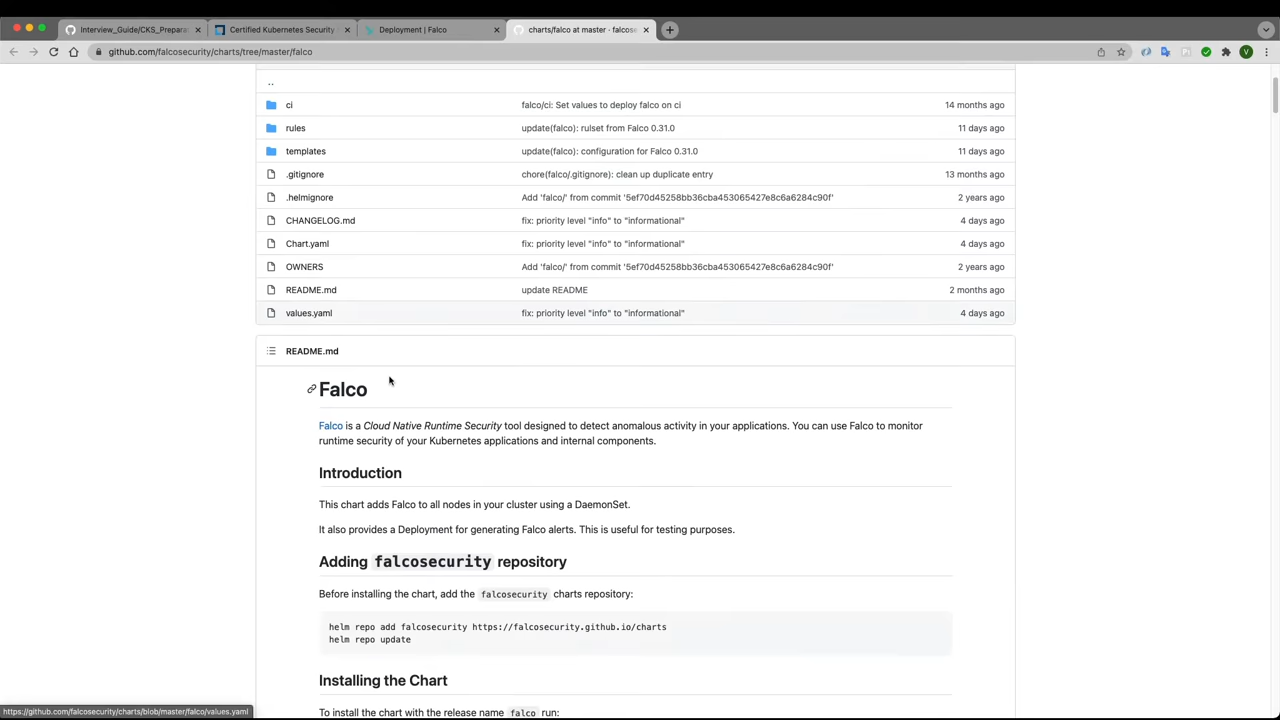 Interview_Guide/CKS_Prepara
Certified Kubernetes Security
Deployment | Falco
charts/falco at master · falcose
github.com/falcosecurity/charts/tree/master/falco
V
..
ci falco/ci: Set values to deploy falco on ci 14 months ago
rules update(falco): rulset from Falco 0.31.0 11 days ago
templates update(falco): configuration for Falco 0.31.0 11 days ago
.gitignore chore(falco/.gitignore): clean up duplicate entry 13 months ago
.helmignore Add 'falco/' from commit '5ef70d45258bb36cba453065427e8c6a6284c90f' 2 years ago
CHANGELOG.md fix: priority level "info" to "informational" 4 days ago
Chart.yaml fix: priority level "info" to "informational" 4 days ago
OWNERS Add 'falco/' from commit '5ef70d45258bb36cba453065427e8c6a6284c90f' 2 years ago
README.md update README 2 months ago
values.yaml fix: priority level "info" to "informational" 4 days ago
README.md
Falco
Falco is a Cloud Native Runtime Security tool designed to detect anomalous activity in your applications. You can use Falco to monitor
runtime security of your Kubernetes applications and internal components.
Introduction
This chart adds Falco to all nodes in your cluster using a DaemonSet.
It also provides a Deployment for generating Falco alerts. This is useful for testing purposes.
Adding falcosecurity repository
Before installing the chart, add the falcosecurity charts repository:
helm repo add falcosecurity https://falcosecurity.github.io/charts
helm repo update
Installing the Chart
To install the chart with the release name falco run:
https://github.com/falcosecurity/charts/blob/master/falco/values.yaml